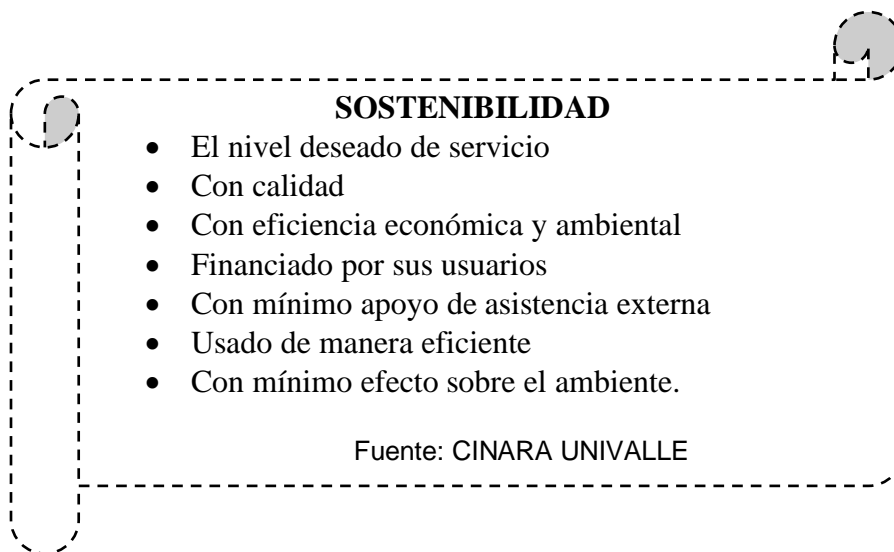 SOSTENIBILIDAD
• El nivel deseado de servicio
• Con calidad
• Con eficiencia económica y ambiental
• Financiado por sus usuarios
• Con mínimo apoyo de asistencia externa
• Usado de manera eficiente
• Con mínimo efecto sobre el ambiente.
Fuente: CINARA UNIVALLE